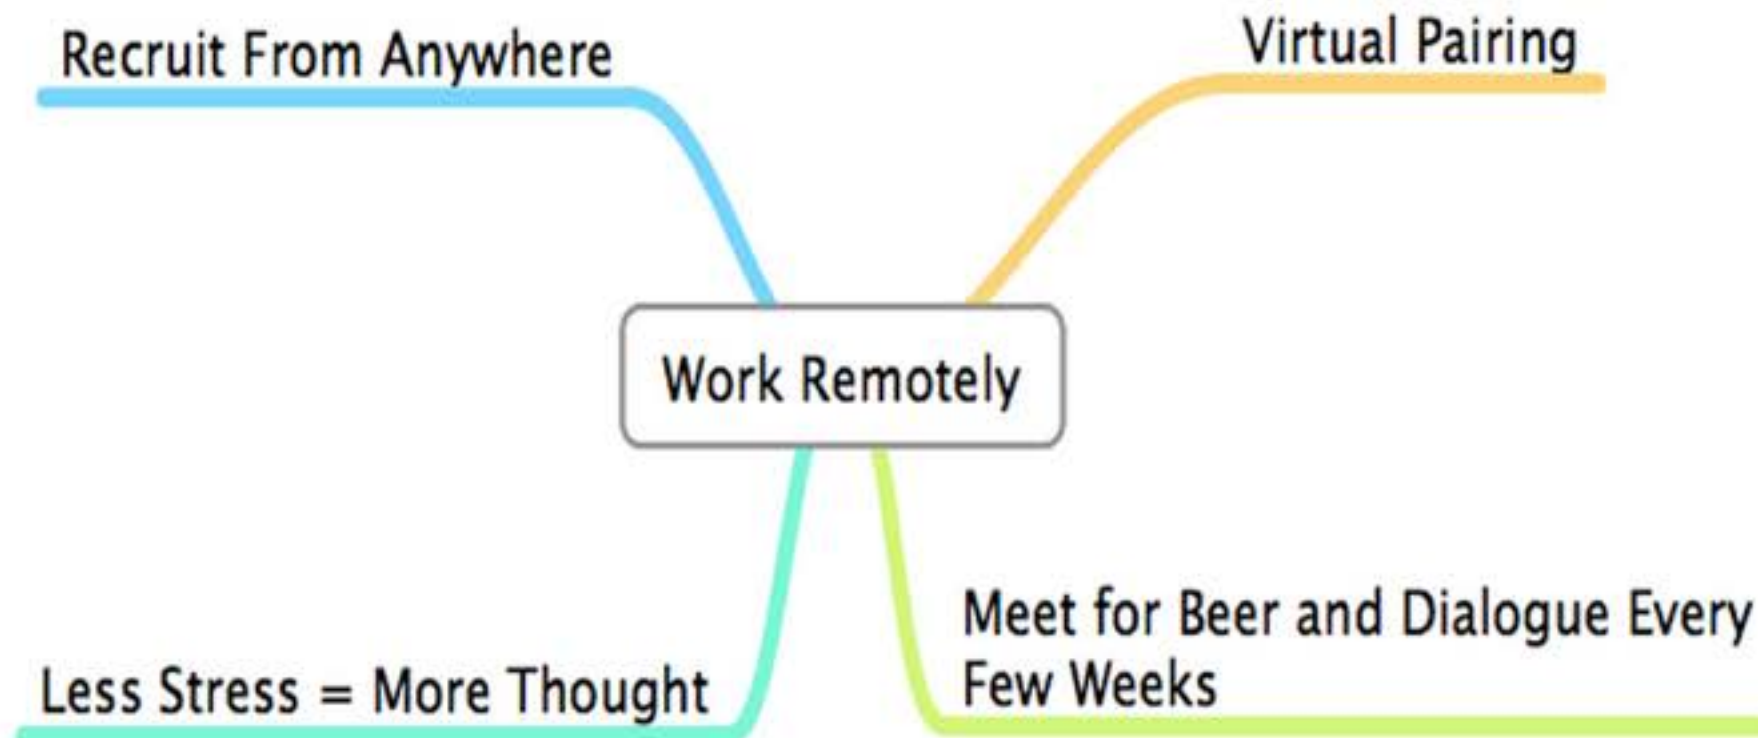 Recruit From Anywhere
Virtual Pairing
Work Remotely
Less Stress = More Thought
Meet for Beer and Dialogue Every
Few Weeks